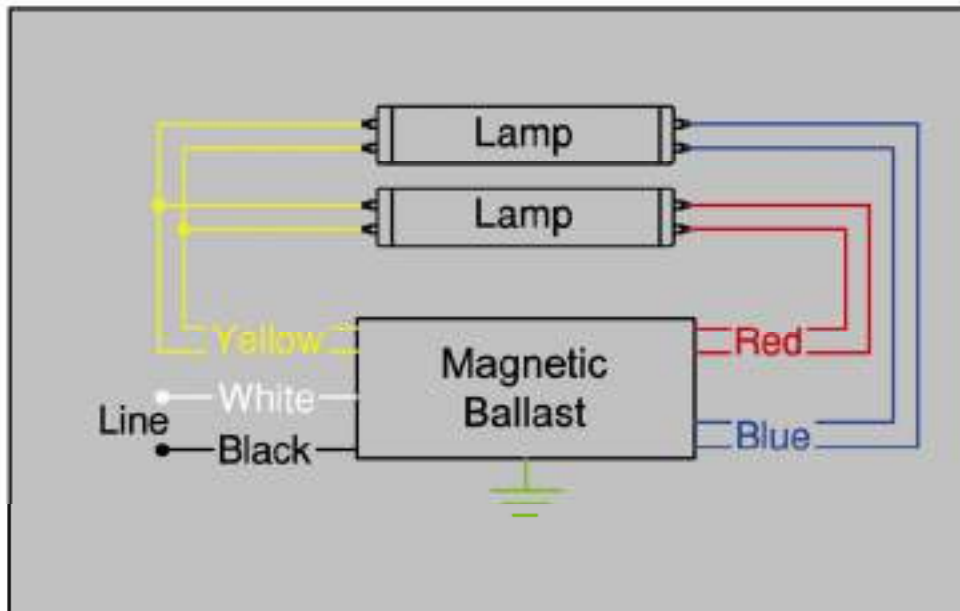 Lamp
Lamp
Yellow
Red
Magnetic
Ballast
White
Line
Blue
Black